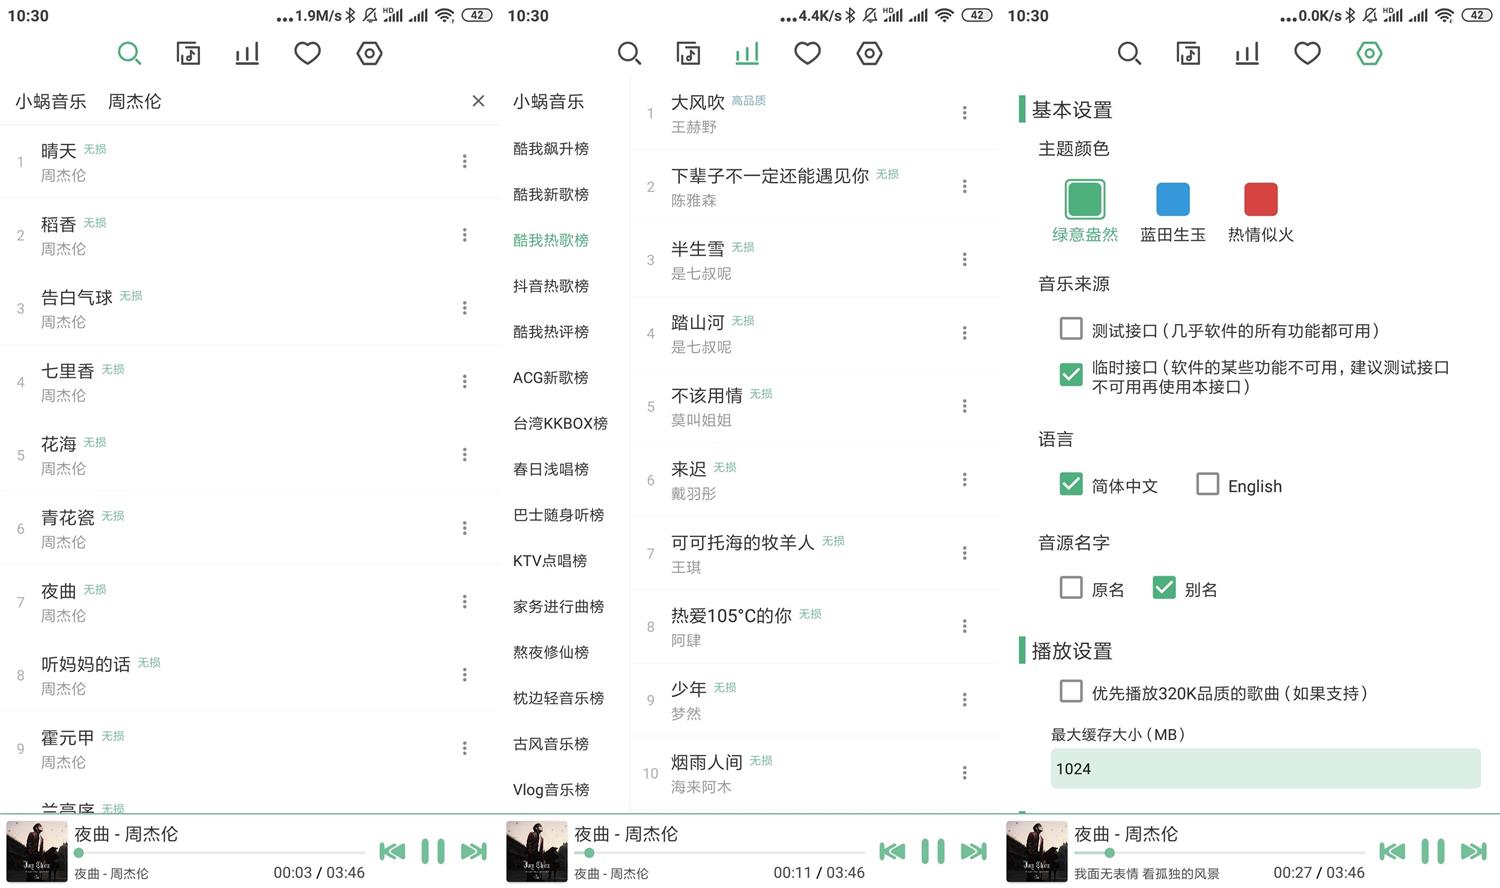 10:30
...1.9M/s HD 42
小蜗音乐 周杰伦
1 晴天 无损
周杰伦
2 稻香 无损
周杰伦
3 告白气球 无损
周杰伦
4 七里香 无损
周杰伦
5 花海 无损
周杰伦
6 青花瓷 无损
周杰伦
7 夜曲 无损
周杰伦
8 听妈妈的话 无损
周杰伦
9 霍元甲 无损
周杰伦
兰亭序 无损
Jay Chou
夜曲 - 周杰伦
夜曲 - 周杰伦 00:03 / 03:46
10:30
...4.4K/s HD 42
小蜗音乐
酷我飙升榜
酷我新歌榜
酷我热歌榜
抖音热歌榜
酷我热评榜
ACG新歌榜
台湾KKBOX榜
春日浅唱榜
巴士随身听榜
KTV点唱榜
家务进行曲榜
熬夜修仙榜
枕边轻音乐榜
古风音乐榜
Vlog音乐榜
1 大风吹 高品质
王赫野
2 下辈子不一定还能遇见你 无损
陈雅森
3 半生雪 无损
是七叔呢
4 踏山河 无损
是七叔呢
5 不该用情 无损
莫叫姐姐
6 来迟 无损
戴羽彤
7 可可托海的牧羊人 无损
王琪
8 热爱105°C的你 无损
阿肆
9 少年 无损
梦然
10 烟雨人间 无损
海来阿木
Jay Chou
夜曲 - 周杰伦
夜曲 - 周杰伦 00:11 / 03:46
10:30
...0.0K/s HD 42
基本设置
主题颜色
绿意盎然 蓝田生玉 热情似火
音乐来源
测试接口（几乎软件的所有功能都可用）
临时接口（软件的某些功能不可用，建议测试接口
不可用再使用本接口）
语言
简体中文 English
音源名字
原名 别名
播放设置
优先播放320K品质的歌曲（如果支持）
最大缓存大小（MB）
1024
Jay Chou
夜曲 - 周杰伦
我面无表情 看孤独的风景 00:27 / 03:46